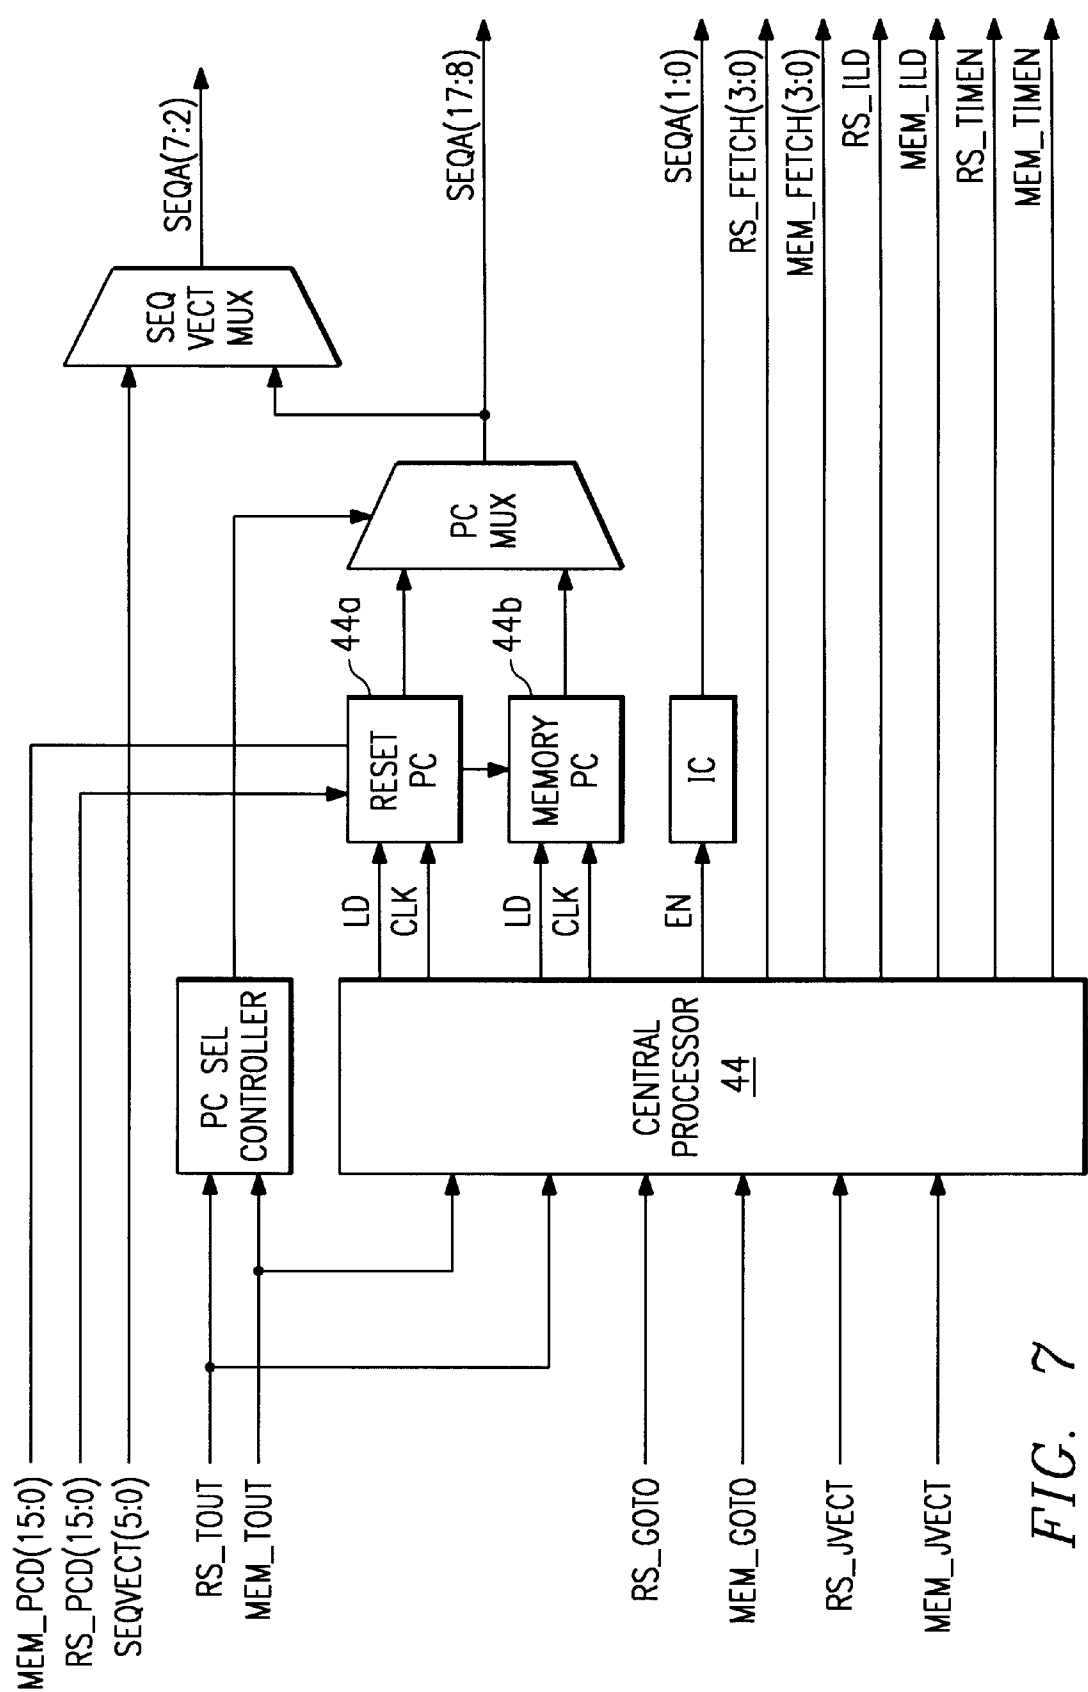 MEM_PCD(15:0)
RS_PCD(15:0)
SEQVECT(5:0)
RS_TOUT
MEM_TOUT
RS_GOTO
MEM_GOTO
RS_JVECT
MEM_JVECT
PC SEL
CONTROLLER
CENTRAL
PROCESSOR
44
LD
CLK
LD
CLK
EN
RESET
PC
44a
MEMORY
PC
44b
IC
PC
MUX
SEQ
VECT
MUX
SEQA(7:2)
SEQA(17:8)
SEQA(1:0)
RS_FETCH(3:0)
MEM_FETCH(3:0)
RS_ILD
MEM_ILD
RS_TIMEN
MEM_TIMEN
FIG. 7